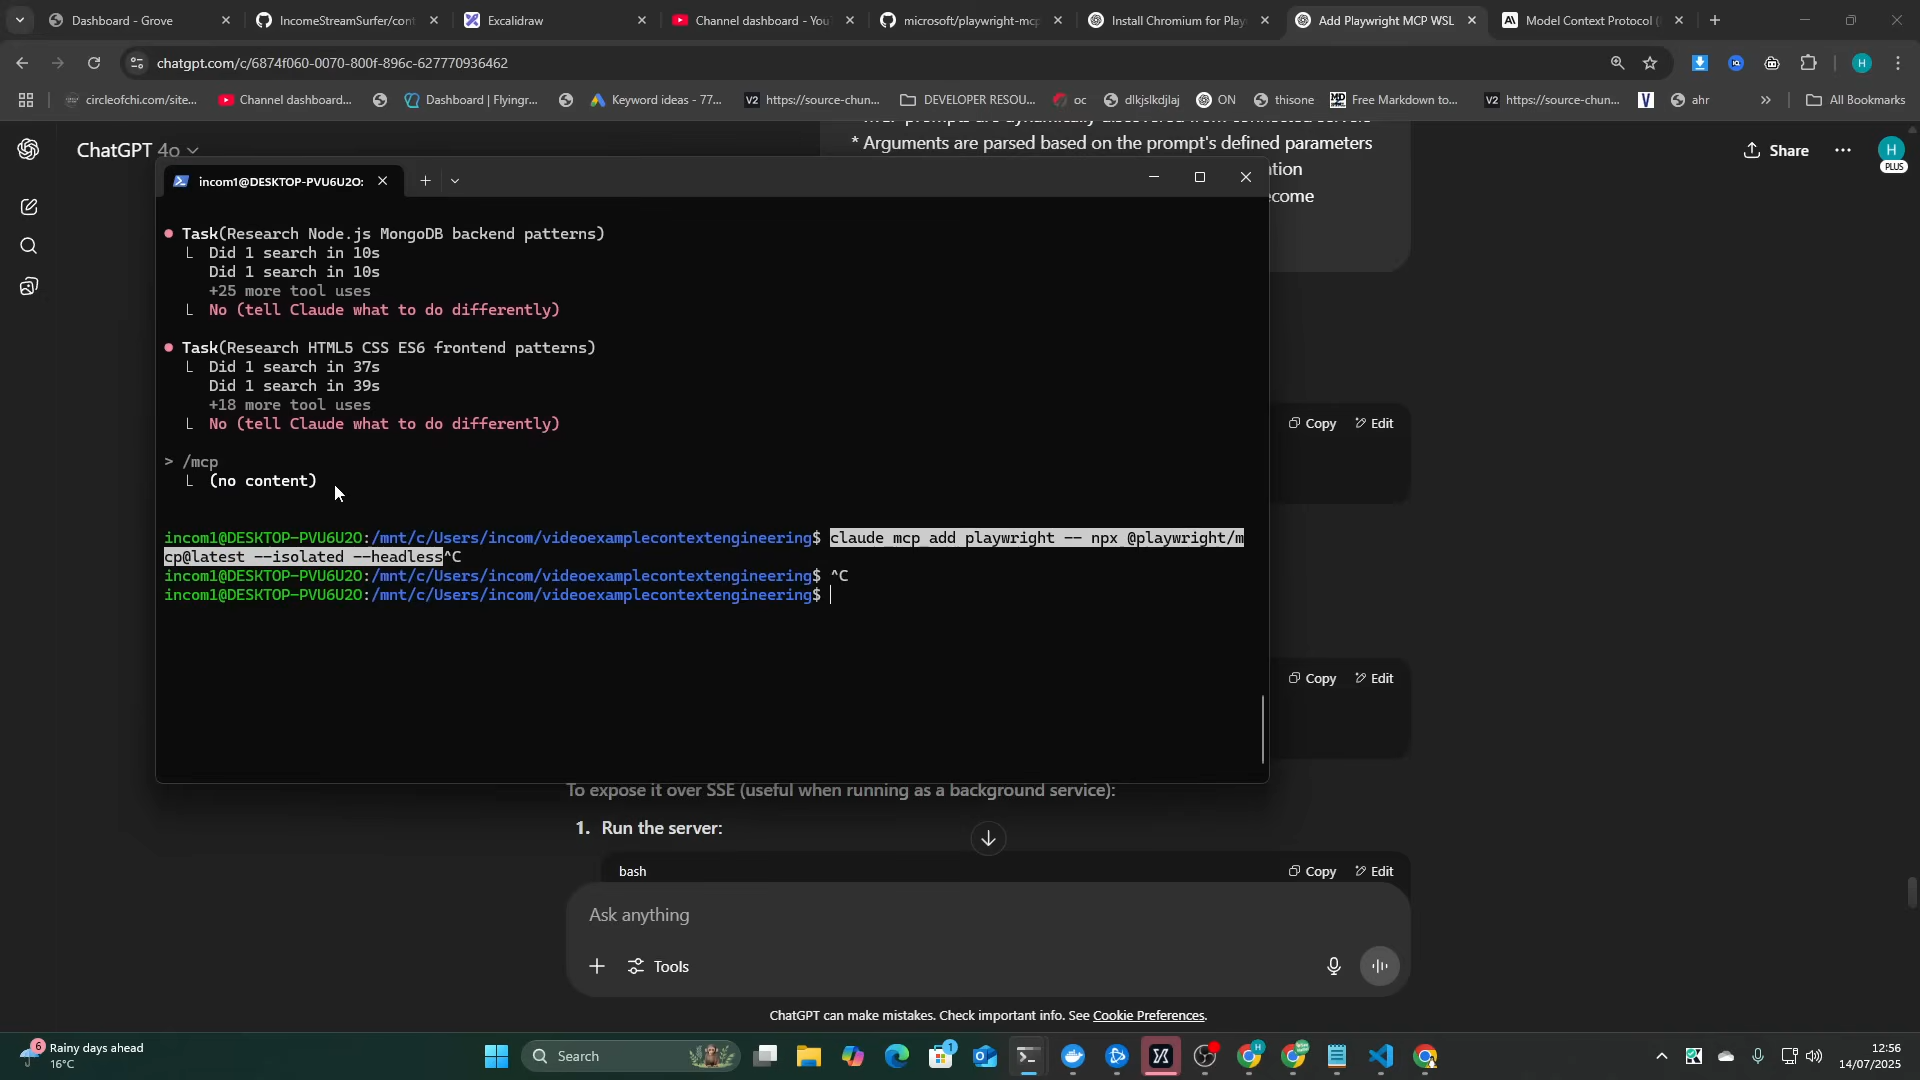 Dashboard - Grove
IncomeStreamSurfer/con
Excalidraw
Channel dashboard - You
microsoft/playwright-mcp
Install Chromium for Play
Add Playwright MCP WSL
Model Context Protocol (
chatgpt.com/c/6874f060-0070-800f-896c-627770936462
H
circleofchi.com/site...
Channel dashboard...
Dashboard | Flyingr...
Keyword ideas - 77...
https://source-chun...
DEVELOPER RESOU...
oc
dlkjslkdjlaj
ON
thisone
Free Markdown to...
https://source-chun...
ahr
All Bookmarks
ChatGPT 4o
* Arguments are parsed based on the prompt's defined parameters
Share
H
PLUS
incom1@DESKTOP-PVU6U2O:
Task(Research Node.js MongoDB backend patterns)
Did 1 search in 10s
Did 1 search in 10s
+25 more tool uses
No (tell Claude what to do differently)
Task(Research HTML5 CSS ES6 frontend patterns)
Did 1 search in 37s
Did 1 search in 39s
+18 more tool uses
No (tell Claude what to do differently)
> /mcp
(no content)
incom1@DESKTOP-PVU6U2O:/mnt/c/Users/incom/videoexamplecontextengineering$ claude mcp add playwright -- npx @playwright/m
cp@latest --isolated --headless^C
incom1@DESKTOP-PVU6U2O:/mnt/c/Users/incom/videoexamplecontextengineering$ ^C
incom1@DESKTOP-PVU6U2O:/mnt/c/Users/incom/videoexamplecontextengineering$
Copy Edit
Copy Edit
To expose it over SSE (useful when running as a background service):
1. Run the server:
bash
Copy Edit
Ask anything
Tools
ChatGPT can make mistakes. Check important info. See Cookie Preferences.
6
Rainy days ahead
16°C
Search
1
12:56
14/07/2025